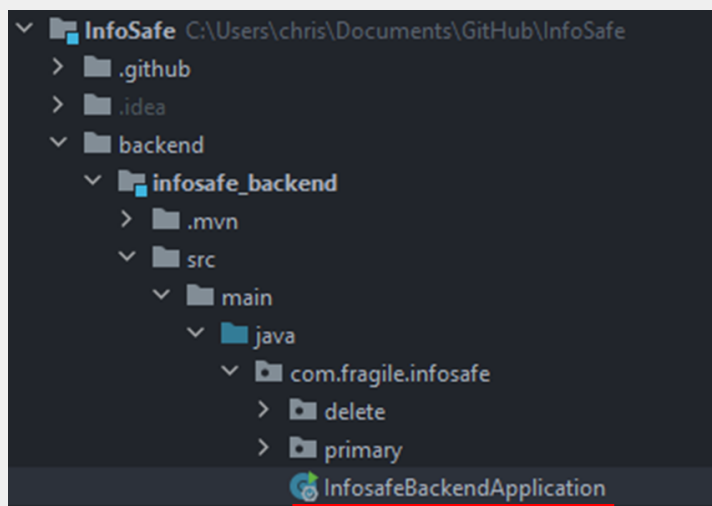 InfoSafe C:\Users\chris\Documents\GitHub\InfoSafe
.github
.idea
backend
infosafe_backend
.mvn
src
main
java
com.fragile.infosafe
delete
primary
InfosafeBackendApplication